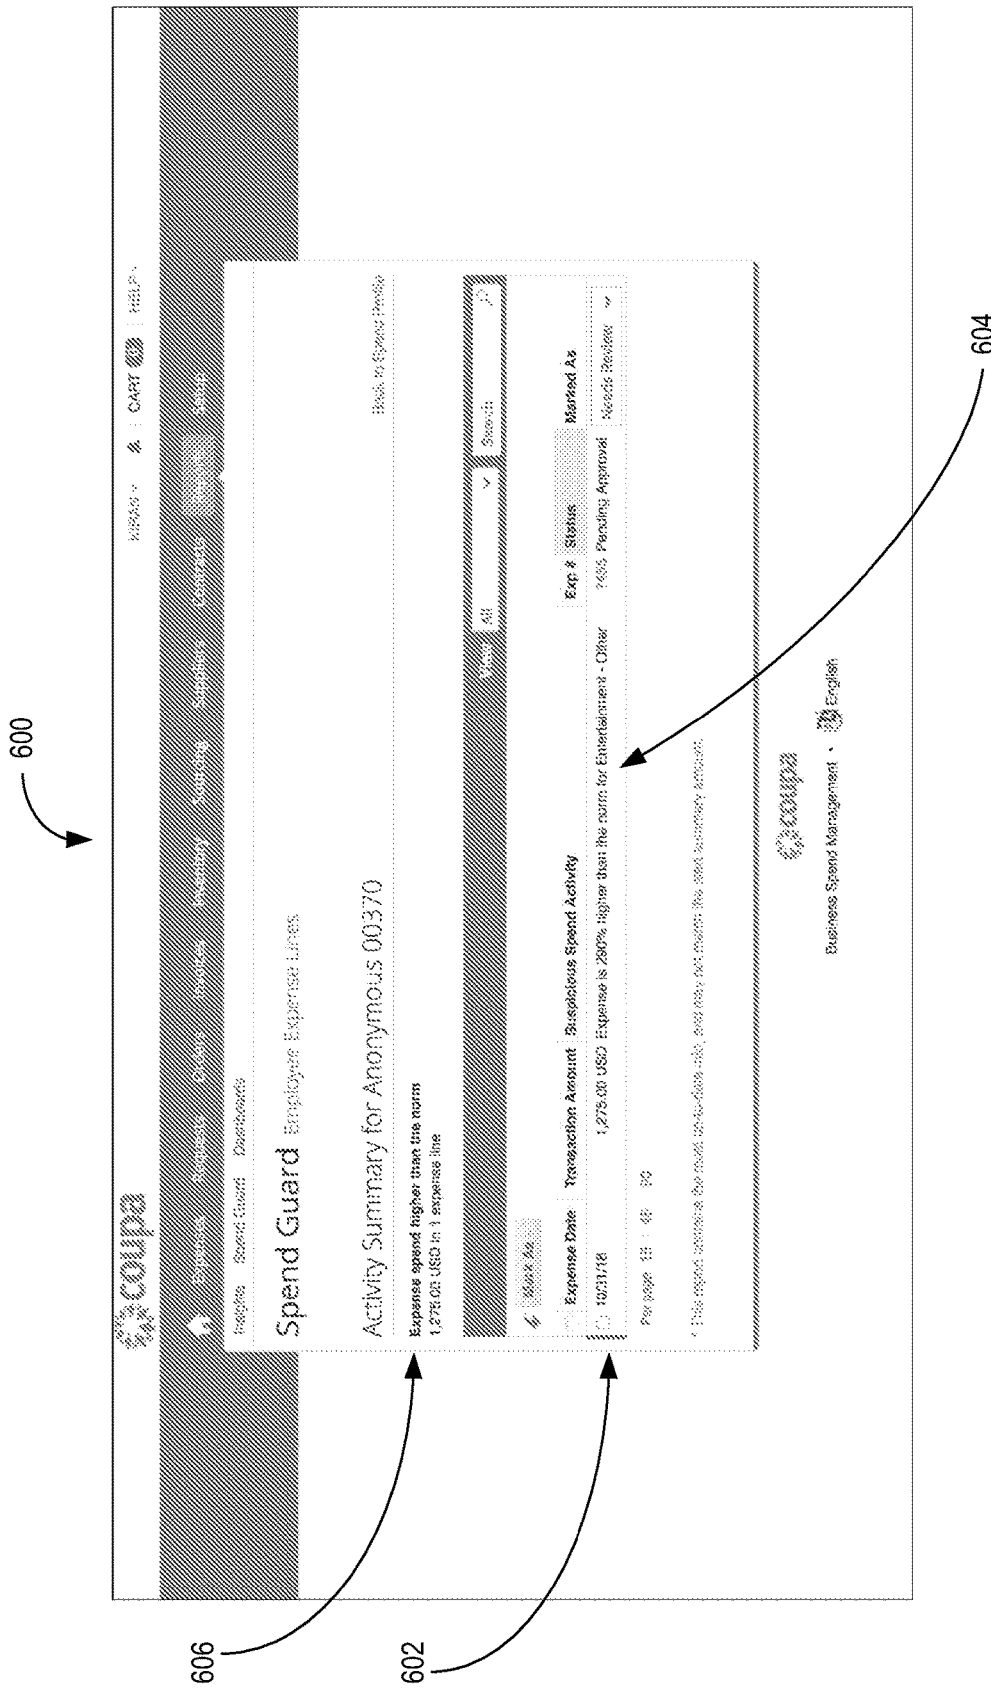 600
coupa
KIRAN
CART
HELP
Expenses Requests Orders Invoices Inventory Sourcing Suppliers Contracts Setup
Insights Spend Guard Dashboards
Spend Guard Employer Expense Lines
Activity Summary for Anonymous 00370
Back to Spend Profile
Expense spend higher than the norm
1,275.00 USD in 1 expense line
View All
Search
Mark As
Expense Date Transaction Amount Suspicious Spend Activity Exp # Status Marked As
10/31/18 1,275.00 USD Expense is 290% higher than the norm for Entertainment - Other Pending Approval Needs Review
Per page 15
coupa
Business Spend Management • English
606
602
604